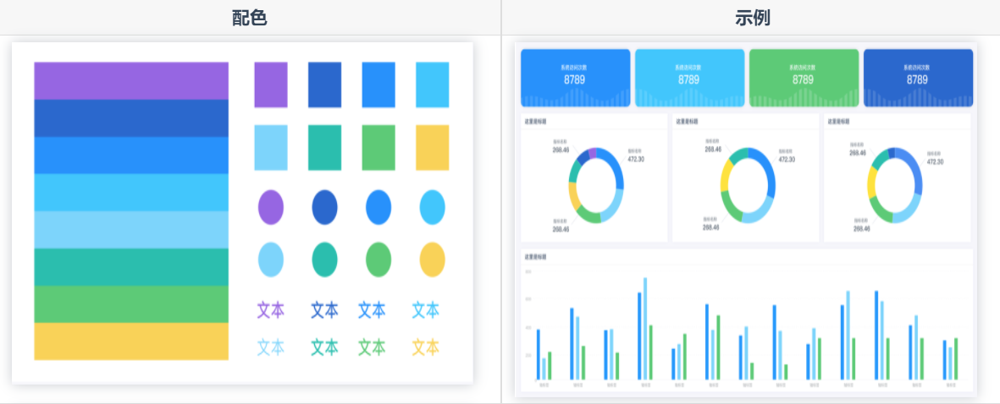 配色
示例
文本 文本 文本 文本
文本 文本 文本 文本
系统访问次数 系统访问次数 系统访问次数 系统访问次数
8789 8789 8789 8789
这里是标题 这里是标题 这里是标题
指标名称
268.46
指标名称
472.30
指标名称
268.46
指标名称
268.46
指标名称
472.30
指标名称
268.46
指标名称
268.46
指标名称
472.30
指标名称
268.46
这里是标题